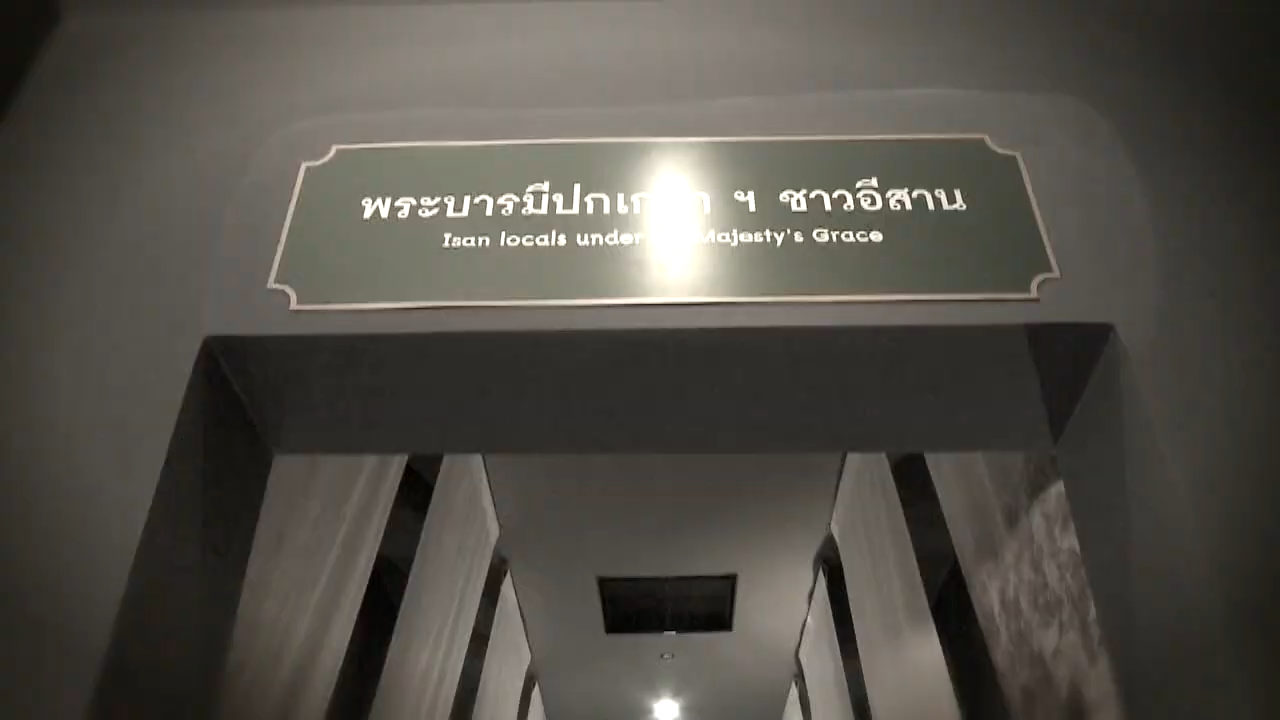 พระบารมีปก ฯ ชาวอีสาน
Isan locals under Majesty's Grace